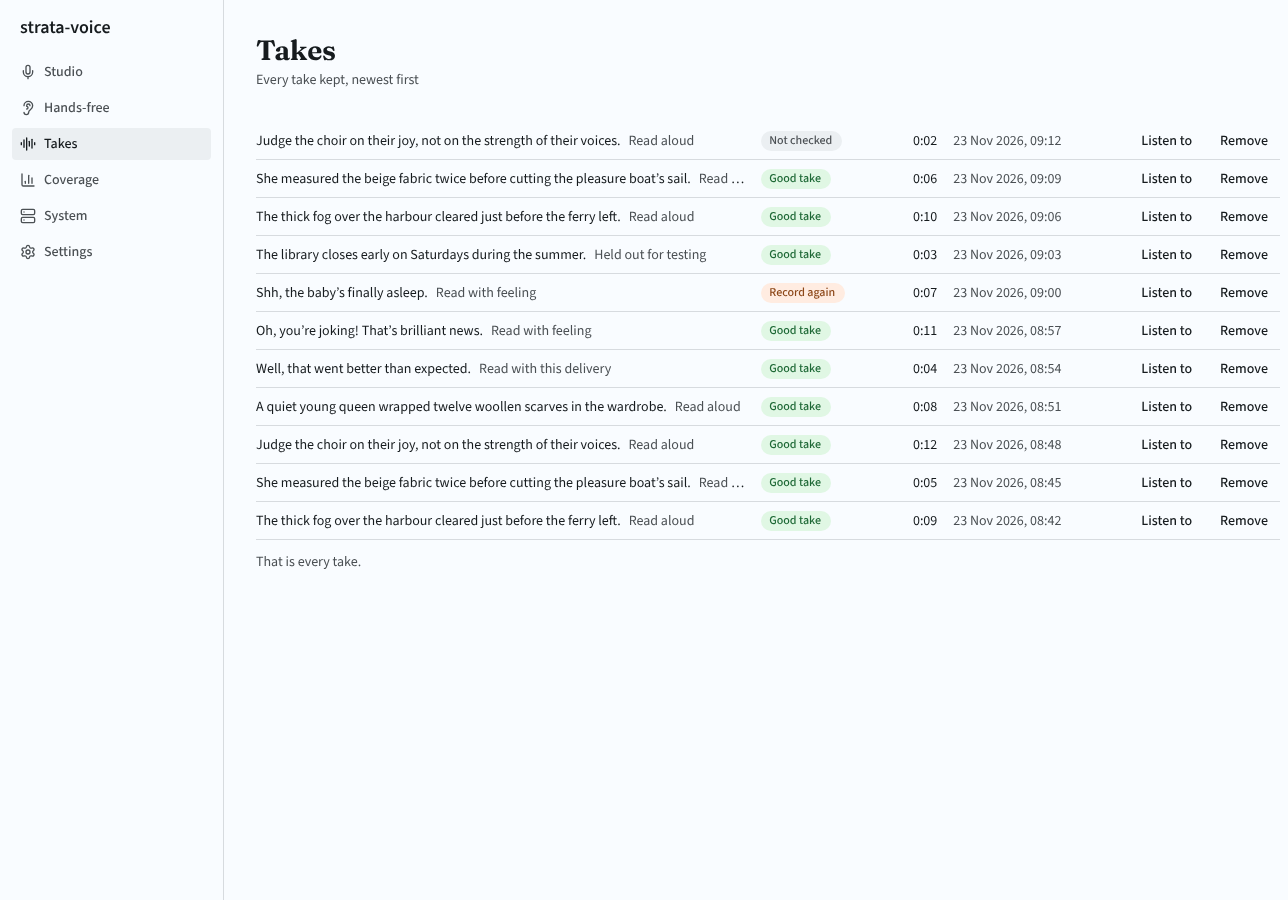 strata-voice
Studio
Hands-free
Takes
Coverage
System
Settings
Takes
Every take kept, newest first
Judge the choir on their joy, not on the strength of their voices. Read aloud Not checked 0:02 23 Nov 2026, 09:12 Listen to Remove
She measured the beige fabric twice before cutting the pleasure boat’s sail. Read … Good take 0:06 23 Nov 2026, 09:09 Listen to Remove
The thick fog over the harbour cleared just before the ferry left. Read aloud Good take 0:10 23 Nov 2026, 09:06 Listen to Remove
The library closes early on Saturdays during the summer. Held out for testing Good take 0:03 23 Nov 2026, 09:03 Listen to Remove
Shh, the baby’s finally asleep. Read with feeling Record again 0:07 23 Nov 2026, 09:00 Listen to Remove
Oh, you’re joking! That’s brilliant news. Read with feeling Good take 0:11 23 Nov 2026, 08:57 Listen to Remove
Well, that went better than expected. Read with this delivery Good take 0:04 23 Nov 2026, 08:54 Listen to Remove
A quiet young queen wrapped twelve woollen scarves in the wardrobe. Read aloud Good take 0:08 23 Nov 2026, 08:51 Listen to Remove
Judge the choir on their joy, not on the strength of their voices. Read aloud Good take 0:12 23 Nov 2026, 08:48 Listen to Remove
She measured the beige fabric twice before cutting the pleasure boat’s sail. Read … Good take 0:05 23 Nov 2026, 08:45 Listen to Remove
The thick fog over the harbour cleared just before the ferry left. Read aloud Good take 0:09 23 Nov 2026, 08:42 Listen to Remove
That is every take.